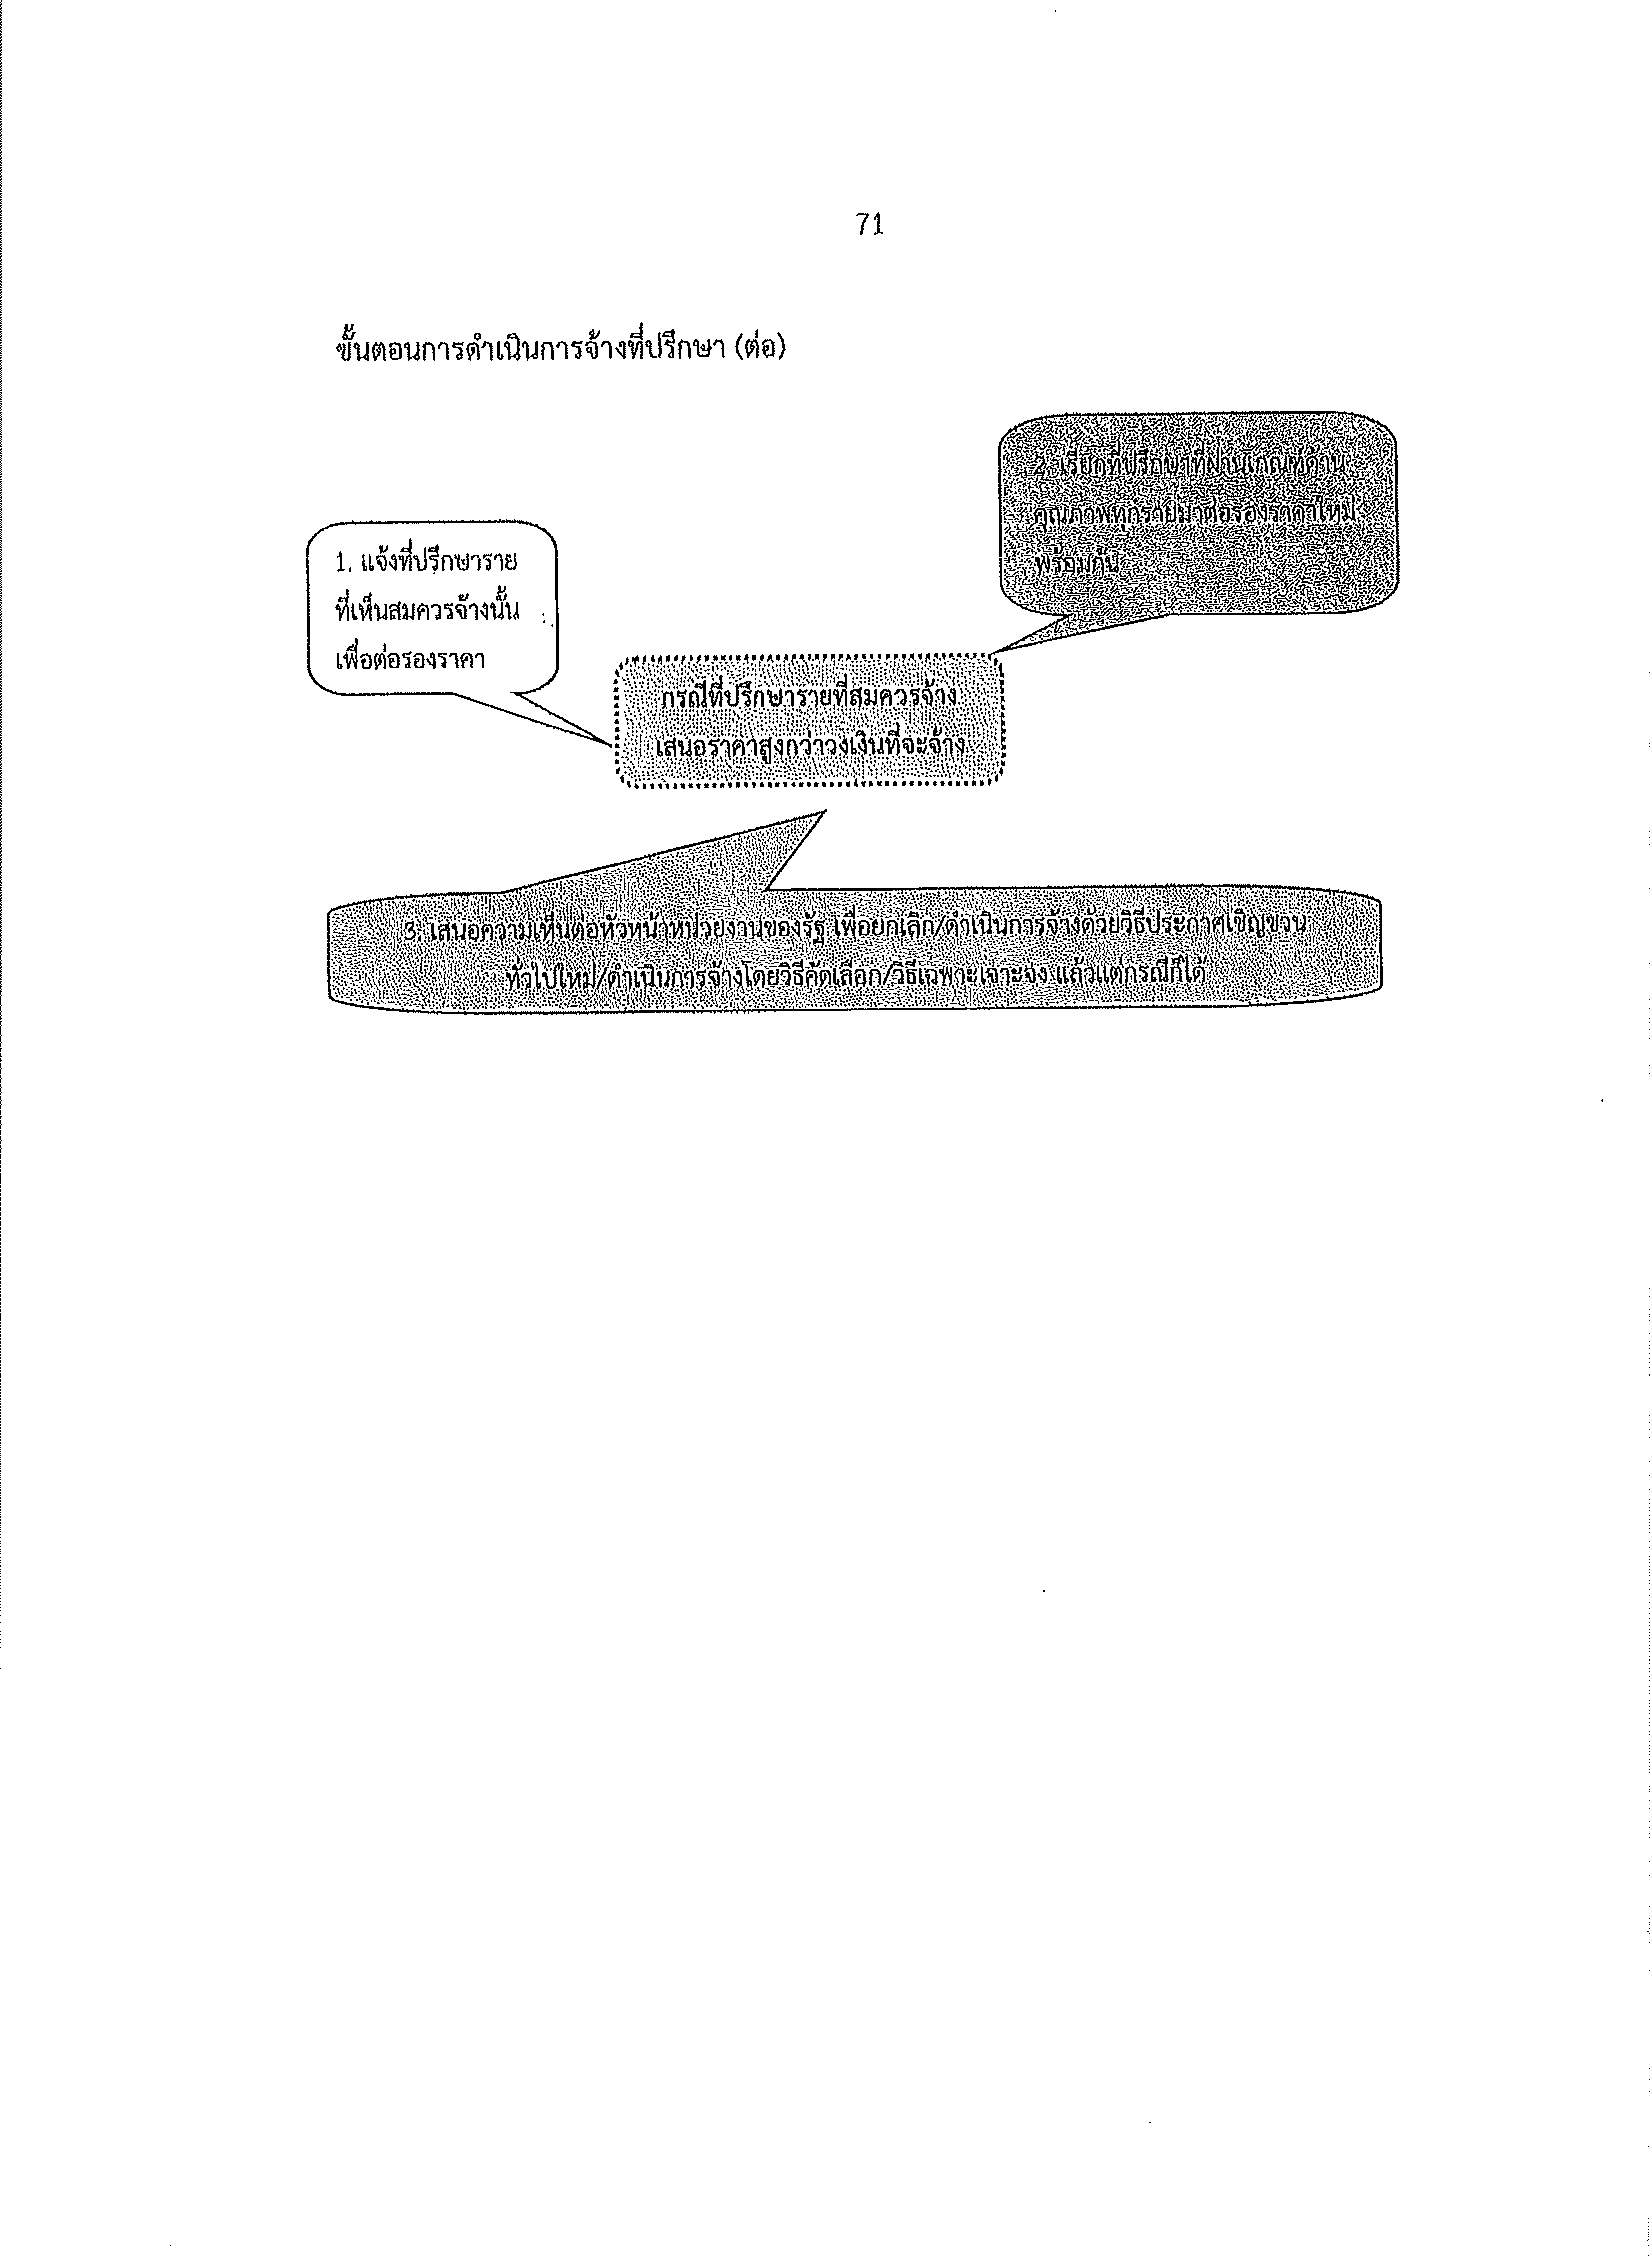 71
ขั้นตอนการดำเนินการจ้างที่ปรึกษา (ต่อ)
2. เรียกที่ปรึกษาที่ผ่านเกณฑ์ด้าน
คุณภาพทุกรายมาต่อรองราคาใหม่
พร้อมกัน
1. แจ้งที่ปรึกษาราย
ที่เห็นสมควรจ้างนั้น
เพื่อต่อรองราคา
กรณีที่ปรึกษารายที่สมควรจ้าง
เสนอราคาสูงกว่าวงเงินที่จะจ้าง
3. เสนอความเห็นต่อหัวหน้าหน่วยงานของรัฐ เพื่อยกเลิก/ดำเนินการจ้างด้วยวิธีประกาศเชิญชวน
ทั่วไปใหม่/ดำเนินการจ้างโดยวิธีคัดเลือก/วิธีเฉพาะเจาะจง แล้วแต่กรณีก็ได้